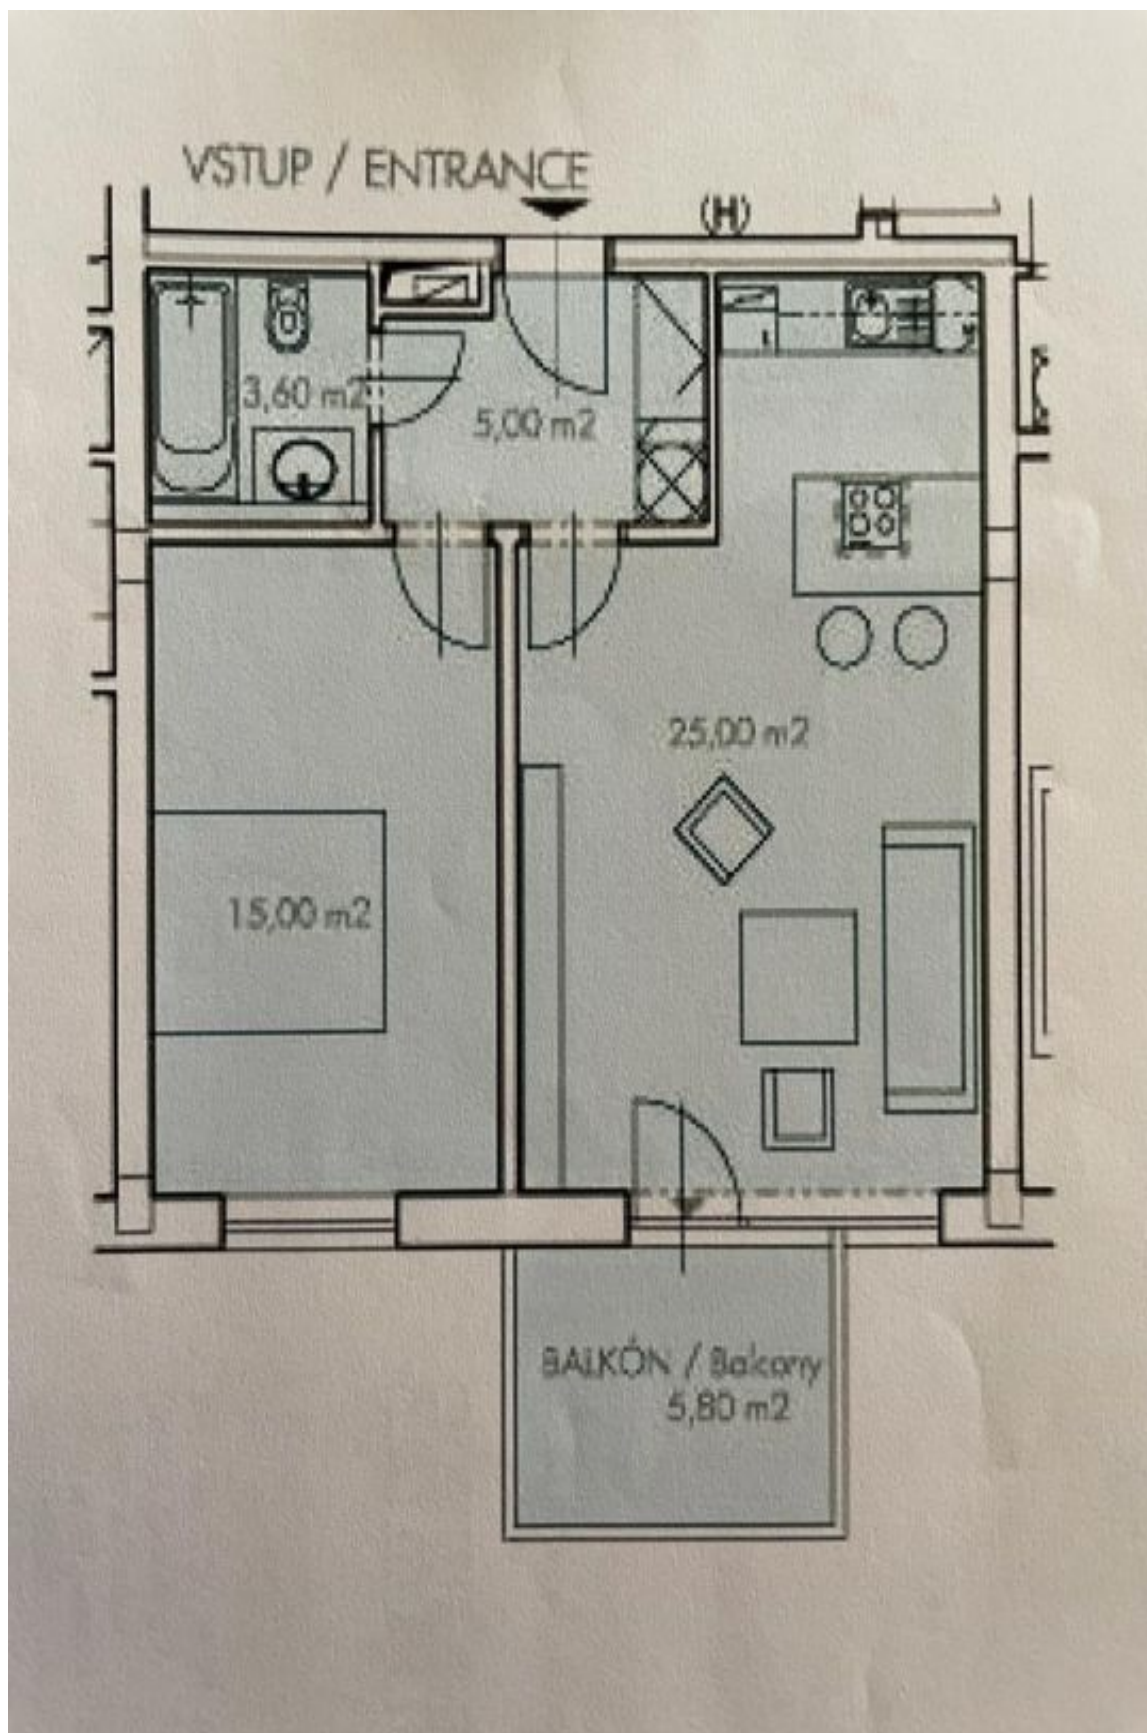 VSTUP / ENTRANCE
(H)
3,60 m2
5,00 m2
25,00 m2
15,00 m2
BALKÓN / Balcony
5,80 m2